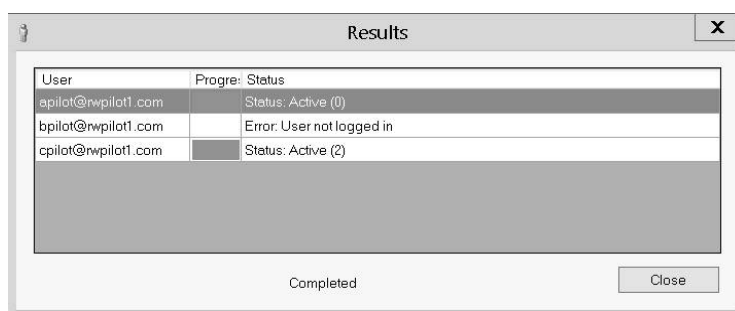 Results
X
User Progre: Status
apilot@rwpilot1.com Status: Active (0)
bpilot@rwpilot1.com Error: User not logged in
cpilot@rwpilot1.com Status: Active (2)
Completed
Close